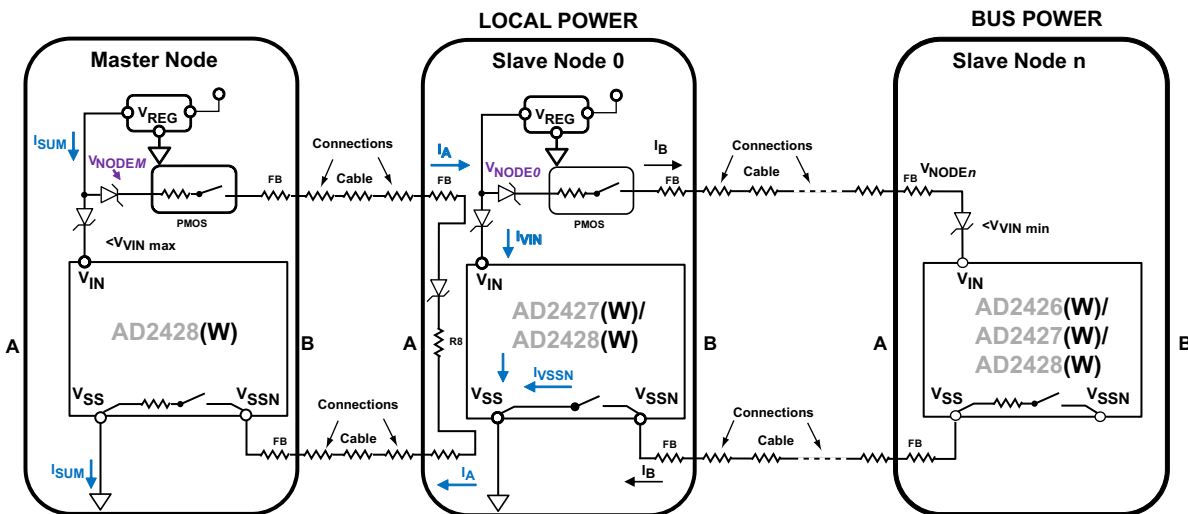 LOCAL POWER
BUS POWER
Master Node
Slave Node 0
Slave Node n
VREG
ISUM
VNODEM
PMOS
<VVIN max
VIN
AD2428(W)
A
B
VSS
VSSN
ISUM
FB
Connections
Cable
FB
FB
Connections
Cable
IA
VREG
VNODE0
PMOS
IB
IVIN
VIN
AD2427(W)/
AD2428(W)
A
R8
B
IVSSN
VSS
VSSN
IA
IB
FB
Connections
Cable
FB
FB
Connections
Cable
FB
VNODEn
<VVIN min
VIN
AD2426(W)/
AD2427(W)/
AD2428(W)
A
B
VSS
VSSN